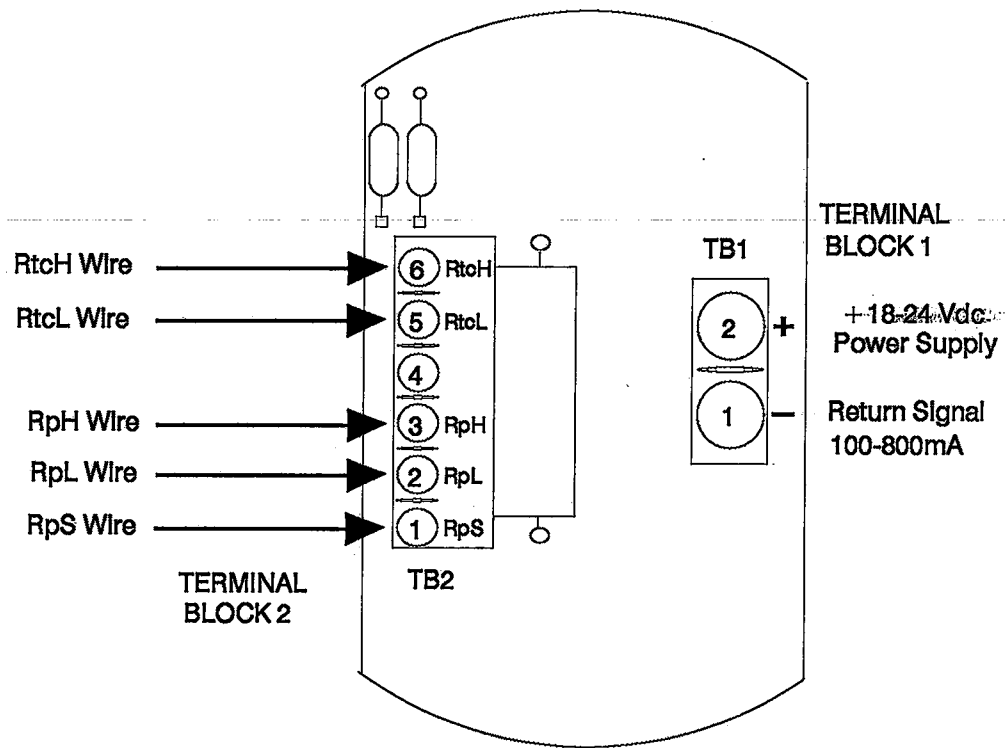 TERMINAL
BLOCK 1
TB1
RtcH Wire
6 RtcH
RtcL Wire
5 RtcL
2 +
+18-24 Vdc
Power Supply
4
RpH Wire
3 RpH
1 −
Return Signal
100-800mA
RpL Wire
2 RpL
RpS Wire
1 RpS
TERMINAL
BLOCK 2
TB2